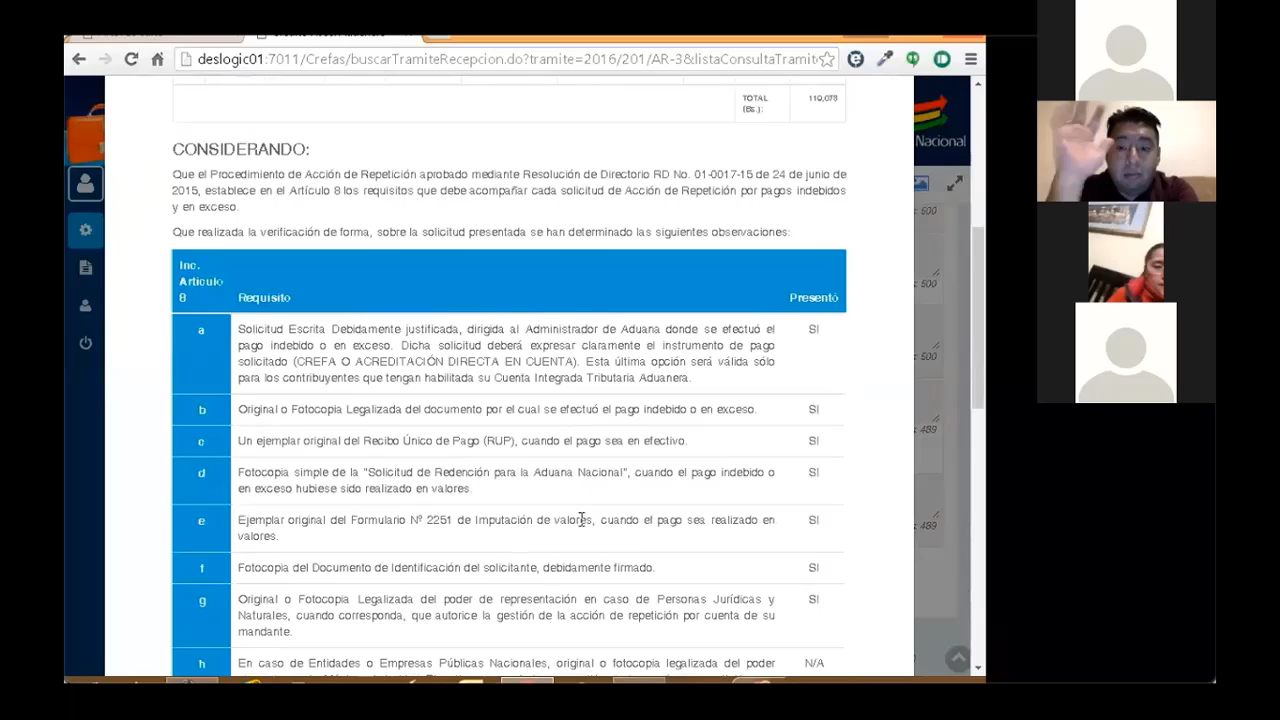 deslogic01:7011/Crefas/buscarTramiteRecepcion.do?tramite=2016/201/AR-3&listaConsultaTramit
TOTAL 110,073
(Bs.):
Nacional
CONSIDERANDO:
Que el Procedimiento de Acción de Repetición aprobado mediante Resolución de Directorio RD No. 01-0017-15 de 24 de junio de
2015, establece en el Artículo 8 los requisitos que debe acompañar cada solicitud de Acción de Repetición por pagos indebidos
y en exceso.
Que realizada la verificación de forma, sobre la solicitud presentada se han determinado las siguientes observaciones:
Inc.
Artículo
8 Requisito Presentó
a Solicitud Escrita Debidamente justificada, dirigida al Administrador de Aduana donde se efectuó el SI
pago indebido o en exceso. Dicha solicitud deberá expresar claramente el instrumento de pago
solicitado (CREFA O ACREDITACIÓN DIRECTA EN CUENTA). Esta última opción será válida sólo
para los contribuyentes que tengan habilitada su Cuenta Integrada Tributaria Aduanera.
b Original o Fotocopia Legalizada del documento por el cual se efectuó el pago indebido o en exceso. SI
c Un ejemplar original del Recibo Único de Pago (RUP), cuando el pago sea en efectivo. SI
d Fotocopia simple de la "Solicitud de Redención para la Aduana Nacional", cuando el pago indebido o SI
en exceso hubiese sido realizado en valores.
e Ejemplar original del Formulario Nº 2251 de Imputación de valores, cuando el pago sea realizado en SI
valores.
f Fotocopia del Documento de Identificación del solicitante, debidamente firmado. SI
g Original o Fotocopia Legalizada del poder de representación en caso de Personas Jurídicas y SI
Naturales, cuando corresponda, que autorice la gestión de la acción de repetición por cuenta de su
mandante.
h En caso de Entidades o Empresas Públicas Nacionales, original o fotocopia legalizada del poder N/A
: 500
: 500
: 500
: 489
: 489